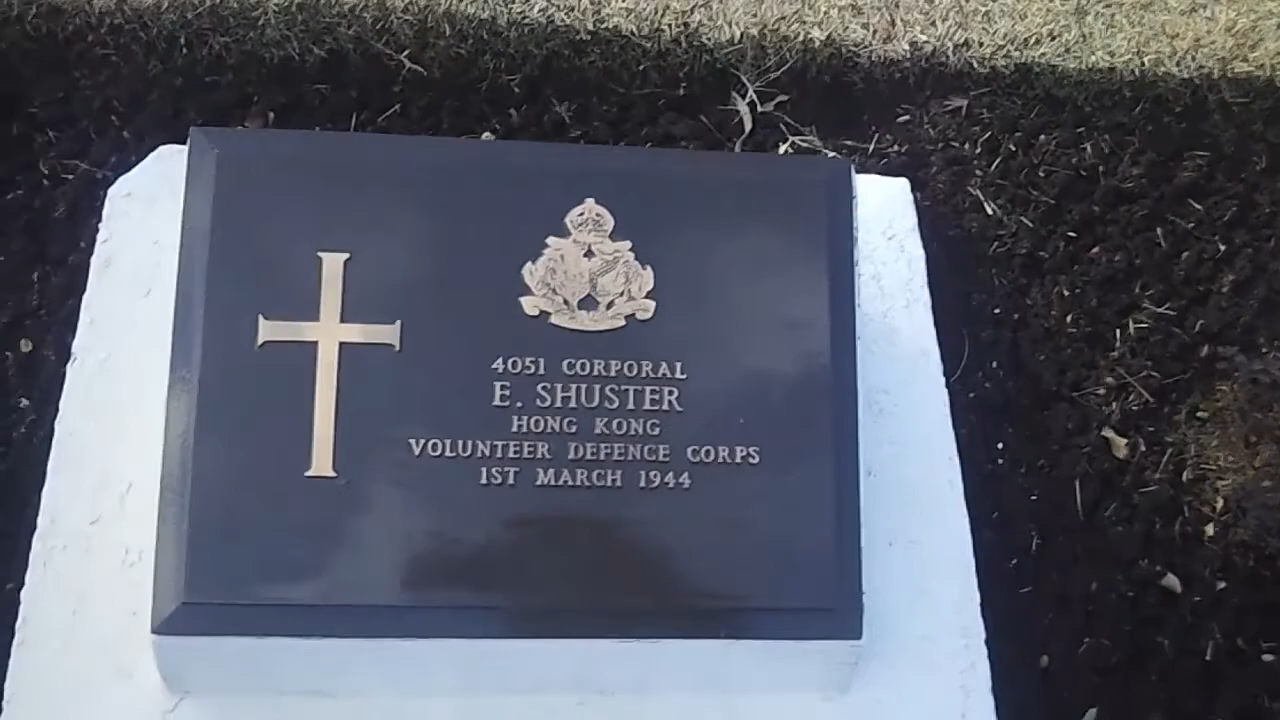 4051 CORPORAL
E. SHUSTER
HONG KONG
VOLUNTEER DEFENCE CORPS
1ST MARCH 1944